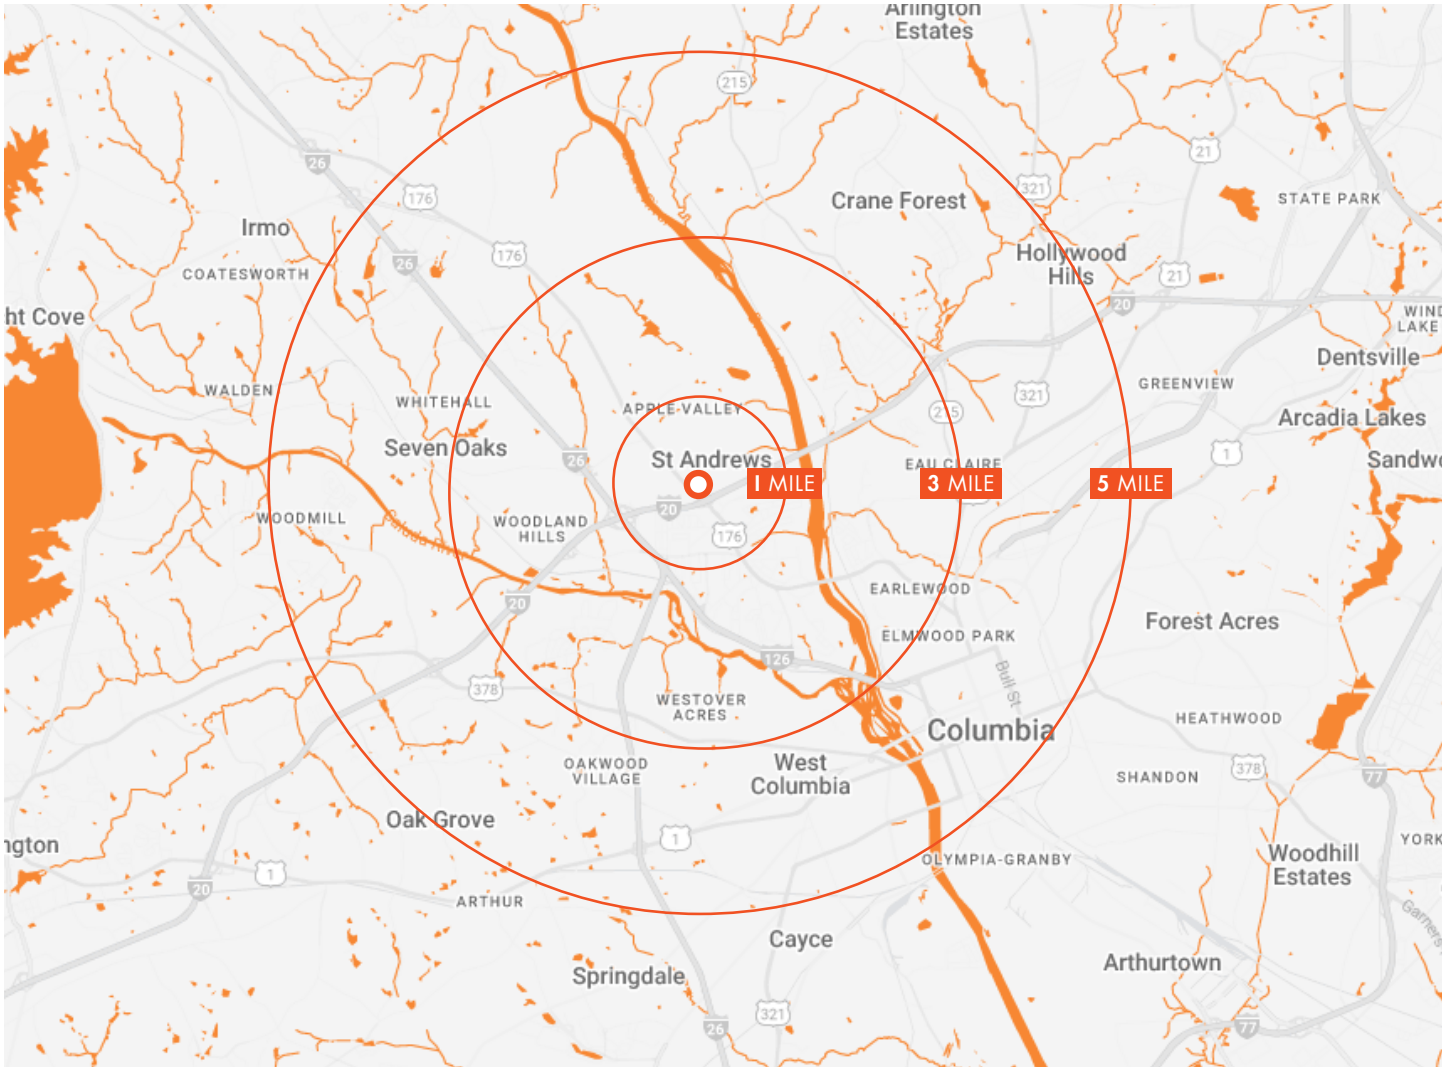 Arlington
Estates
215
21
26
321
176
STATE PARK
Crane Forest
Irmo
176
Hollywood
Hills
26
COATESWORTH
21
20
ht Cove
WIND
LAKE
Dentsville
GREENVIEW
WALDEN
321
WHITEHALL
APPLE VALLEY
215
Arcadia Lakes
Seven Oaks
1
26
St Andrews
EAU CLAIRE
Sandwo
1 MILE
3 MILE
5 MILE
20
WOODMILL
WOODLAND
HILLS
176
EARLEWOOD
20
Forest Acres
ELMWOOD PARK
126
Bull St
378
WESTOVER
ACRES
HEATHWOOD
Columbia
OAKWOOD
VILLAGE
West
Columbia
378
SHANDON
77
Oak Grove
1
ngton
YORK
Woodhill
Estates
OLYMPIA-GRANBY
1
20
ARTHUR
Garners
Cayce
Arthurtown
Springdale
321
26
77